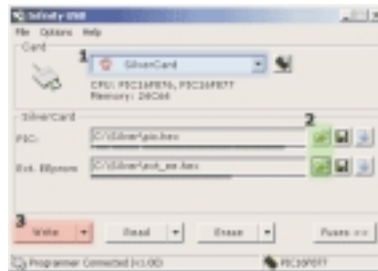 Infinity USB
File Options Help
Card
1
SilverCard
CPU: PIC16F876, PIC16F877
Memory: 24C64
SilverCard
2
PIC:
C:\Silver\pic.hex
Ext. EEprom
C:\Silver\ext_ee.hex
3
Write
Read
Erase
Fuses >>
Programmer Connected (v1.00)
PIC16F877